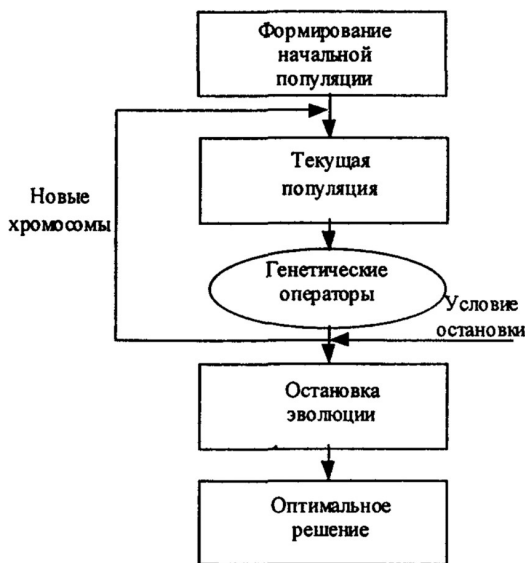 Формирование
начальной
популяции
Текущая
популяция
Новые
хромосомы
Генетические
операторы
Условие
остановки
Остановка
эволюции
Оптимальное
решение